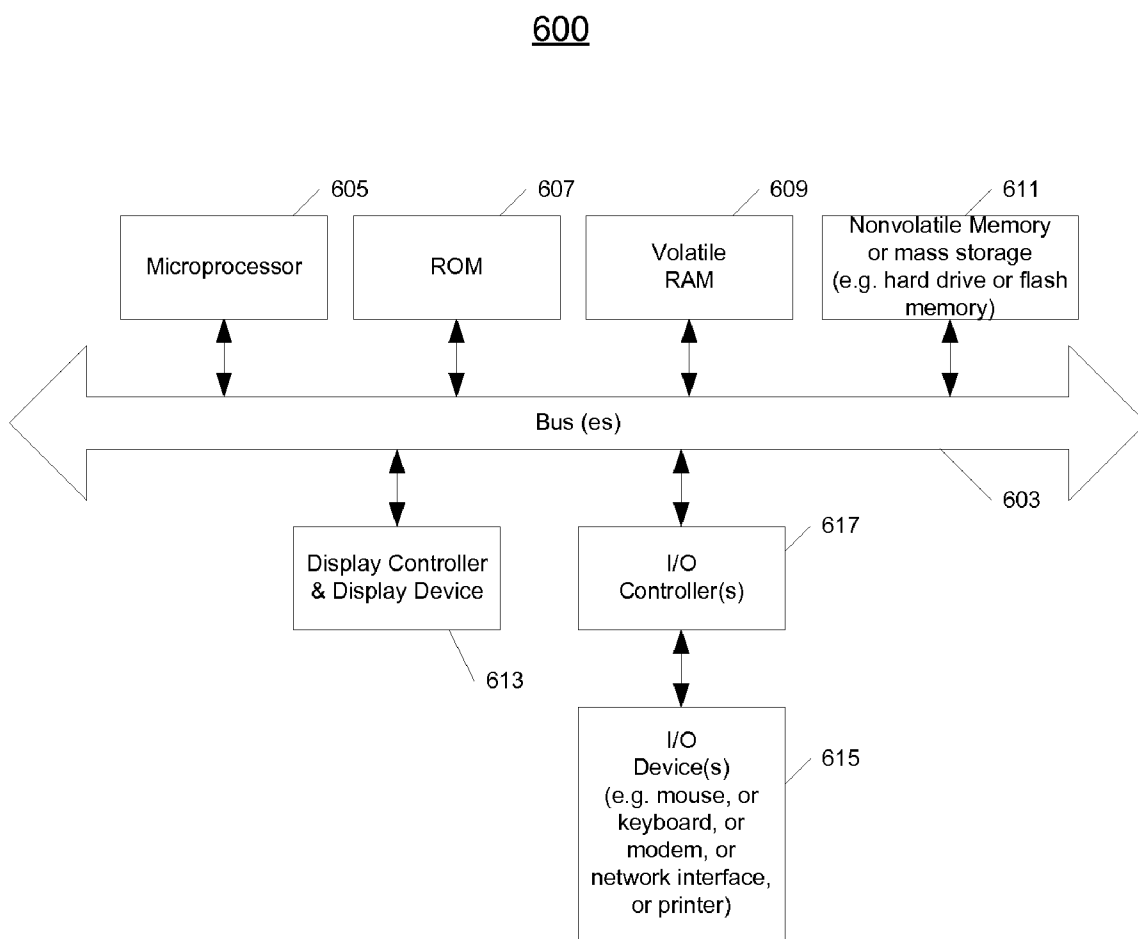 600
605
607
609
611
Microprocessor
ROM
Volatile
RAM
Nonvolatile Memory
or mass storage
(e.g. hard drive or flash
memory)
Bus (es)
603
Display Controller
& Display Device
613
I/O
Controller(s)
617
I/O
Device(s)
(e.g. mouse, or
keyboard, or
modem, or
network interface,
or printer)
615